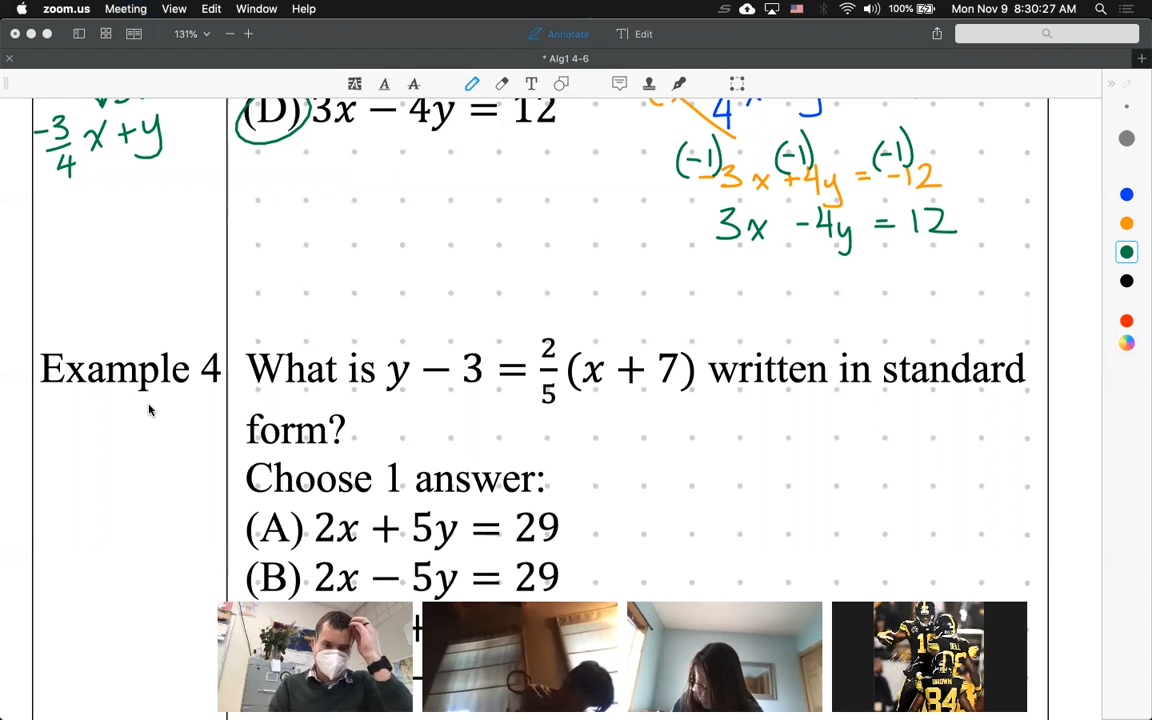 zoom.us Meeting View Edit Window Help 100% Mon Nov 9 8:30:27 AM
131% Annotate Edit
* Alg1 4-6
(D) 3x − 4y = 12
-3/4 x + y
4 x y
(-1) (-1) (-1)
-3x +4y = -12
3x -4y = 12
Example 4 What is y − 3 = 2/5 (x + 7) written in standard
form?
Choose 1 answer:
(A) 2x + 5y = 29
(B) 2x − 5y = 29
BELL
BROWN
84